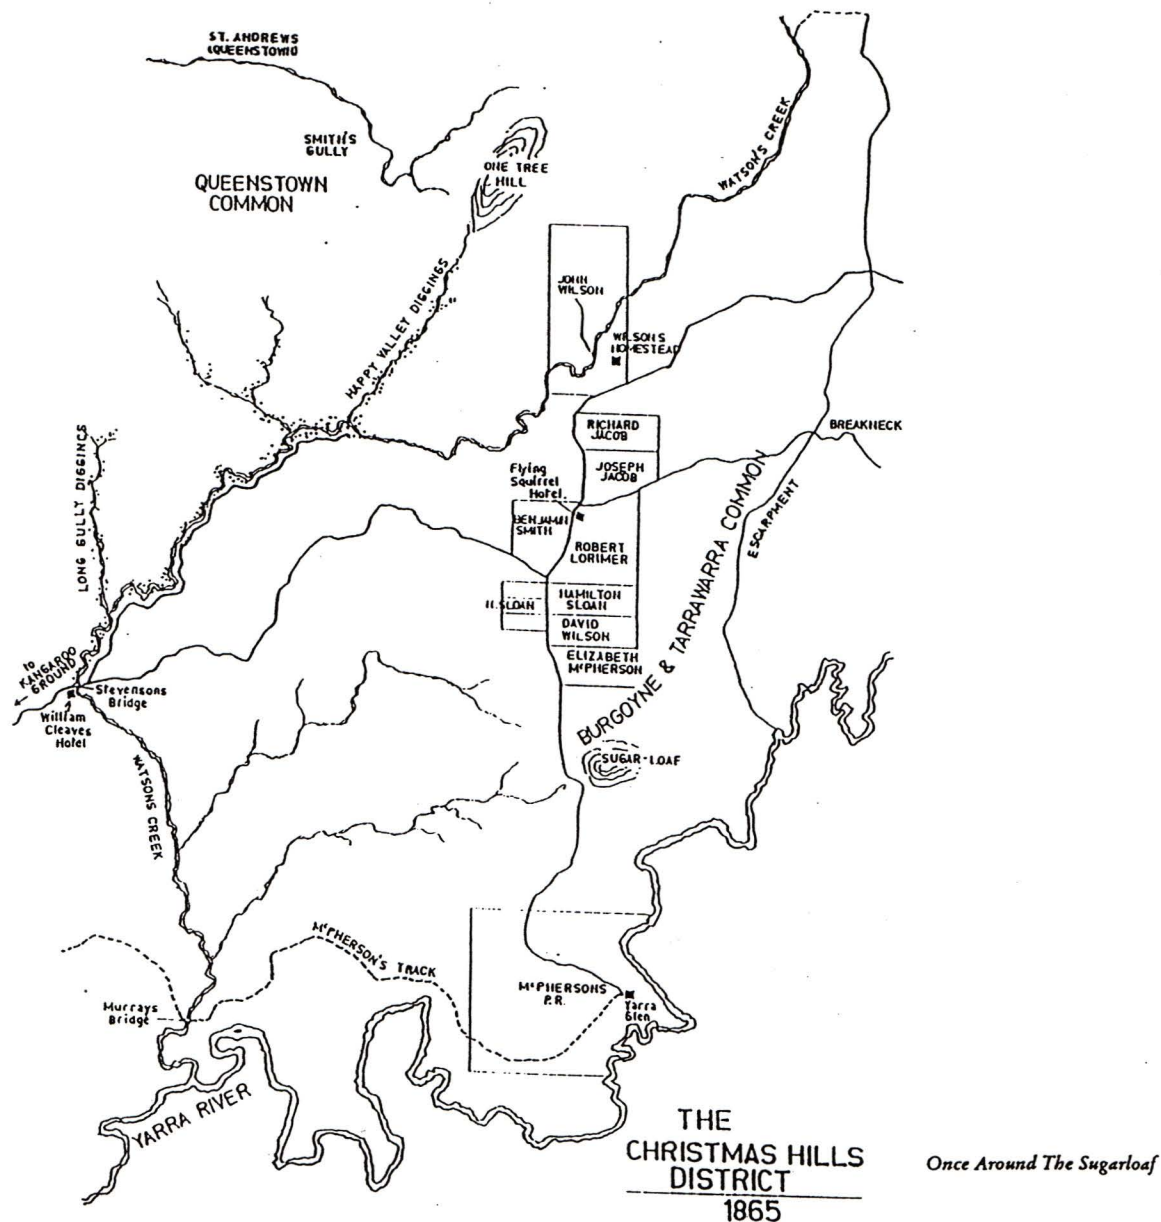 ST. ANDREWS
(QUEENSTOWN)
SMITH'S
GULLY
QUEENSTOWN
COMMON
ONE TREE
HILL
WATSON'S CREEK
HAPPY VALLEY DIGGINGS
JOHN
WILSON
WILSON'S
HOMESTEAD
LONG GULLY DIGGINGS
RICHARD
JACOB
JOSEPH
JACOB
BREAKNECK
Flying
Squirrel
Hotel.
BENJAMIN
SMITH
ROBERT
LORIMER
ESCARPMENT
H. SLOAN
HAMILTON
SLOAN
DAVID
WILSON
ELIZABETH
McPHERSON
BURGOYNE & TARRAWARRA COMMON
to
KANGAROO
GROUND
Stevensons
Bridge
William
Cleaves
Hotel
WATSONS CREEK
SUGAR-LOAF
McPHERSON'S TRACK
McPHERSONS
P.R.
Yarra
Glen
Murrays
Bridge
YARRA RIVER
THE
CHRISTMAS HILLS
DISTRICT
1865
Once Around The Sugarloaf